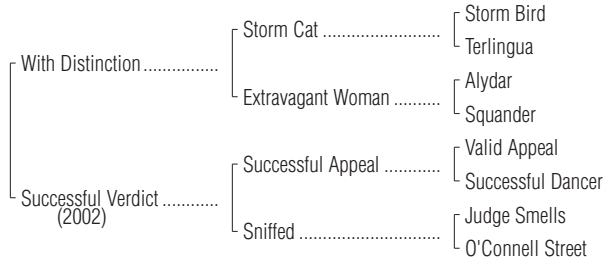 Storm Bird
Storm Cat ..............................
Terlingua
With Distinction ...................
Alydar
Extravagant Woman ............
Squander
Valid Appeal
Successful Appeal ..............
Successful Dancer
Successful Verdict .............
(2002)
Judge Smells
Sniffed ...................................
O'Connell Street